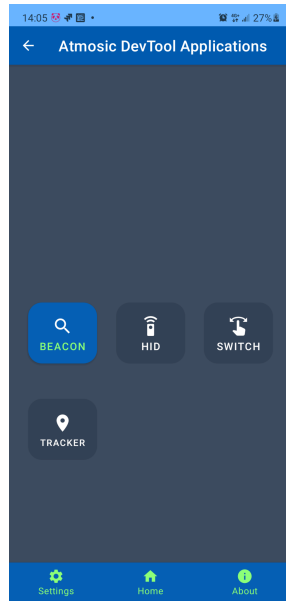 14:05
27%
Atmosic DevTool Applications
BEACON
HID
SWITCH
TRACKER
Settings
Home
About